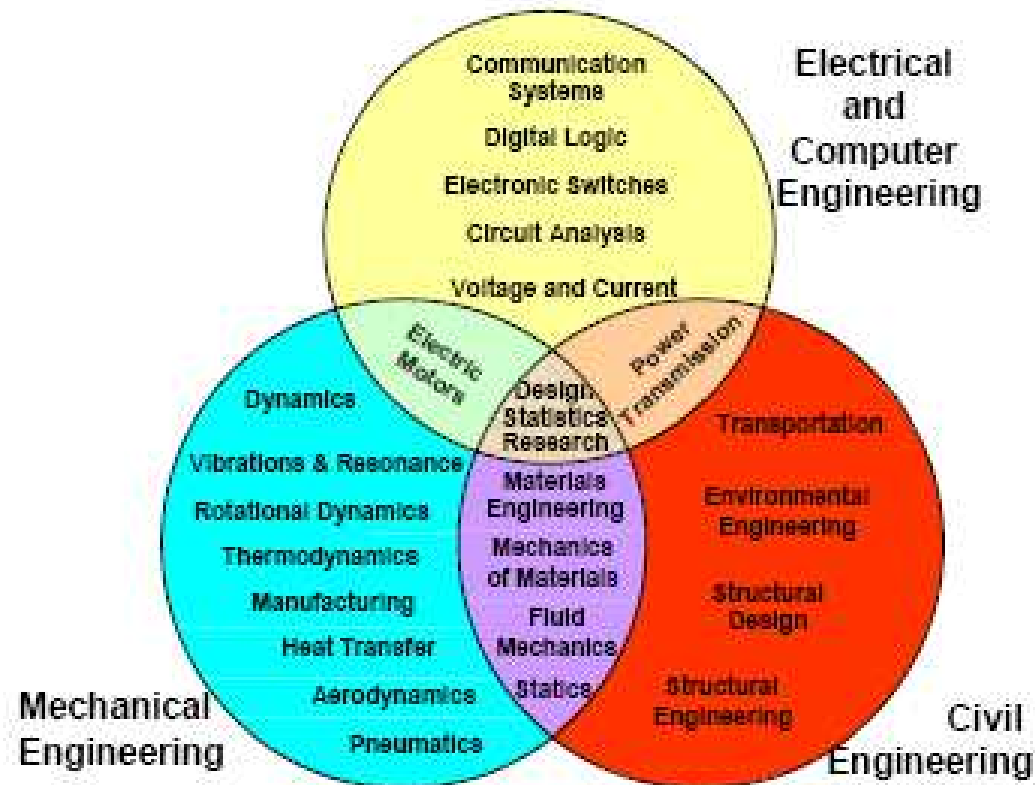 Communication
Systems
Digital Logic
Electronic Switches
Circuit Analysis
Voltage and Current
Electrical
and
Computer
Engineering
Electric
Motors
Power
Transmission
Design
Statistics
Research
Dynamics
Vibrations & Resonance
Rotational Dynamics
Thermodynamics
Manufacturing
Heat Transfer
Aerodynamics
Pneumatics
Materials
Engineering
Mechanics
of Materials
Fluid
Mechanics
Statics
Transportation
Environmental
Engineering
Structural
Design
Structural
Engineering
Mechanical
Engineering
Civil
Engineering